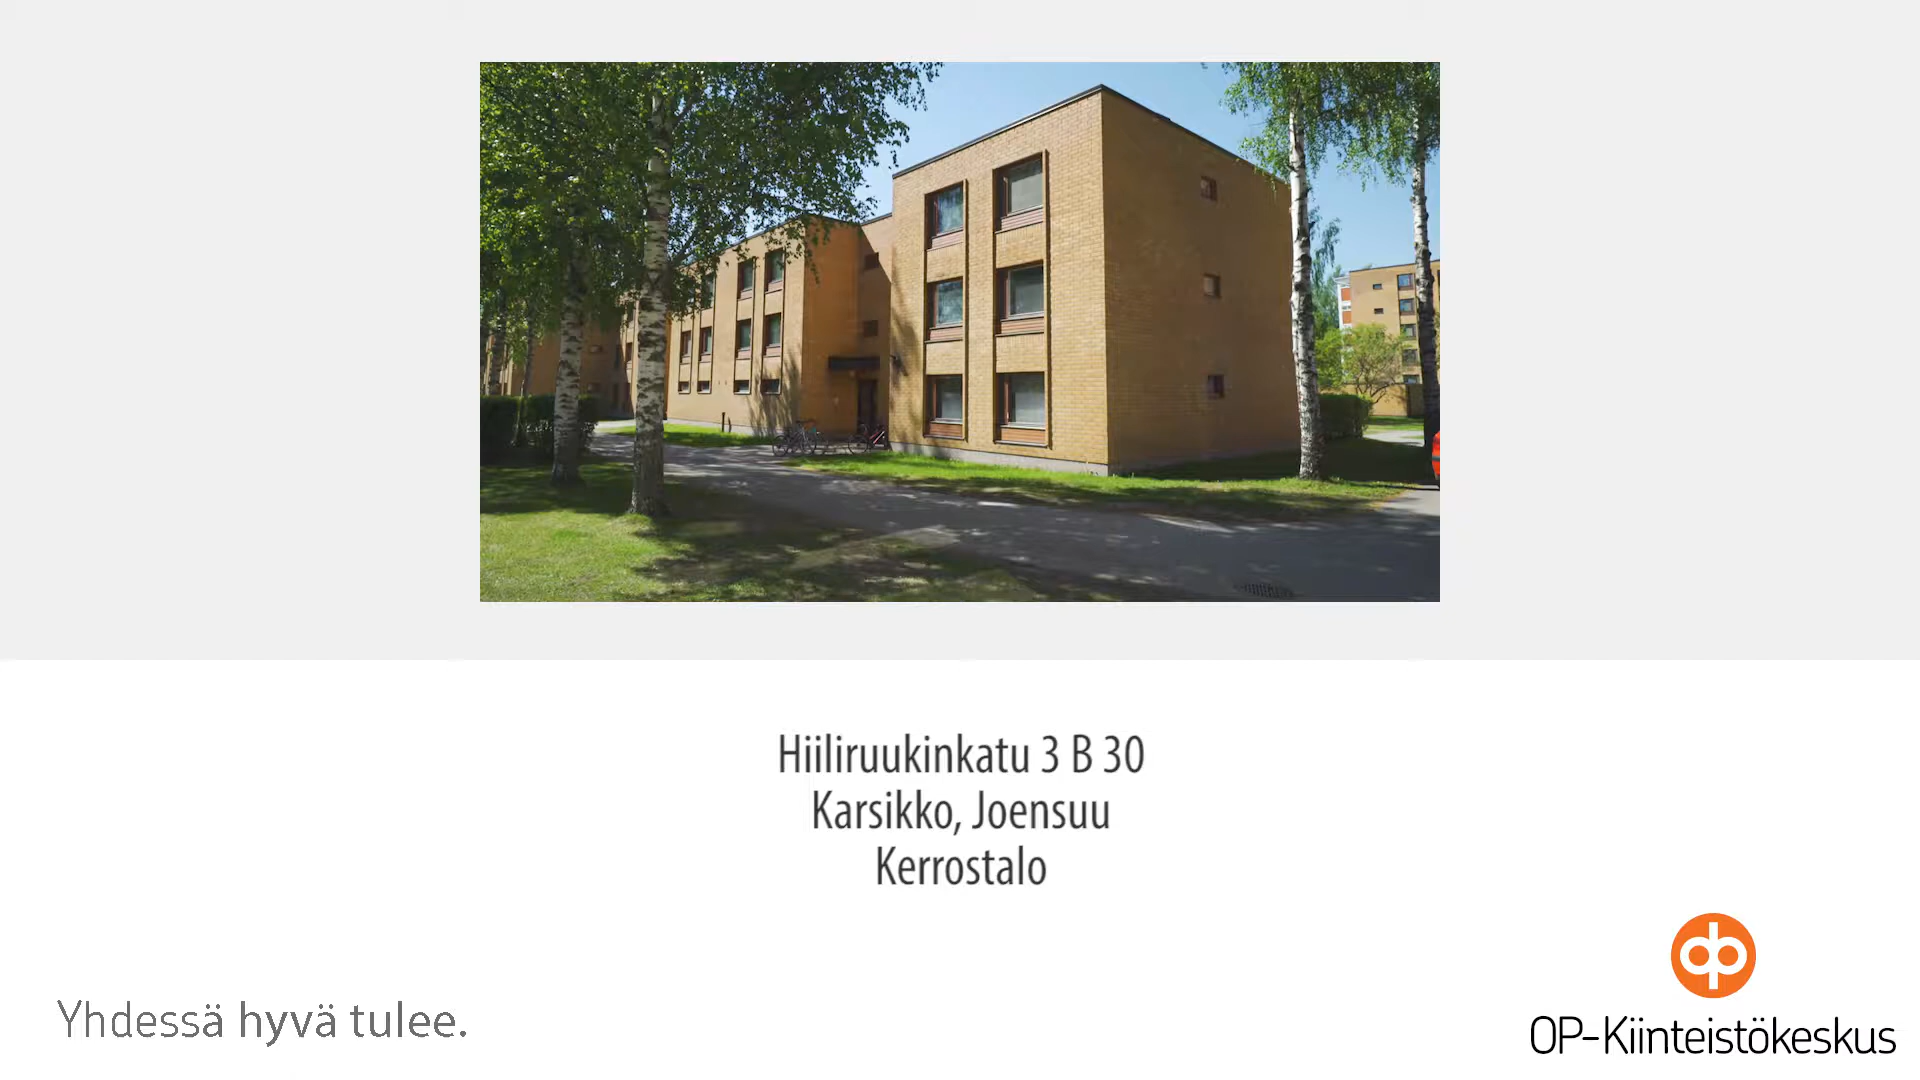 Hiiliruukinkatu 3 B 30
Karsikko, Joensuu
Kerrostalo
Yhdessä hyvä tulee.
OP-Kiinteistökeskus